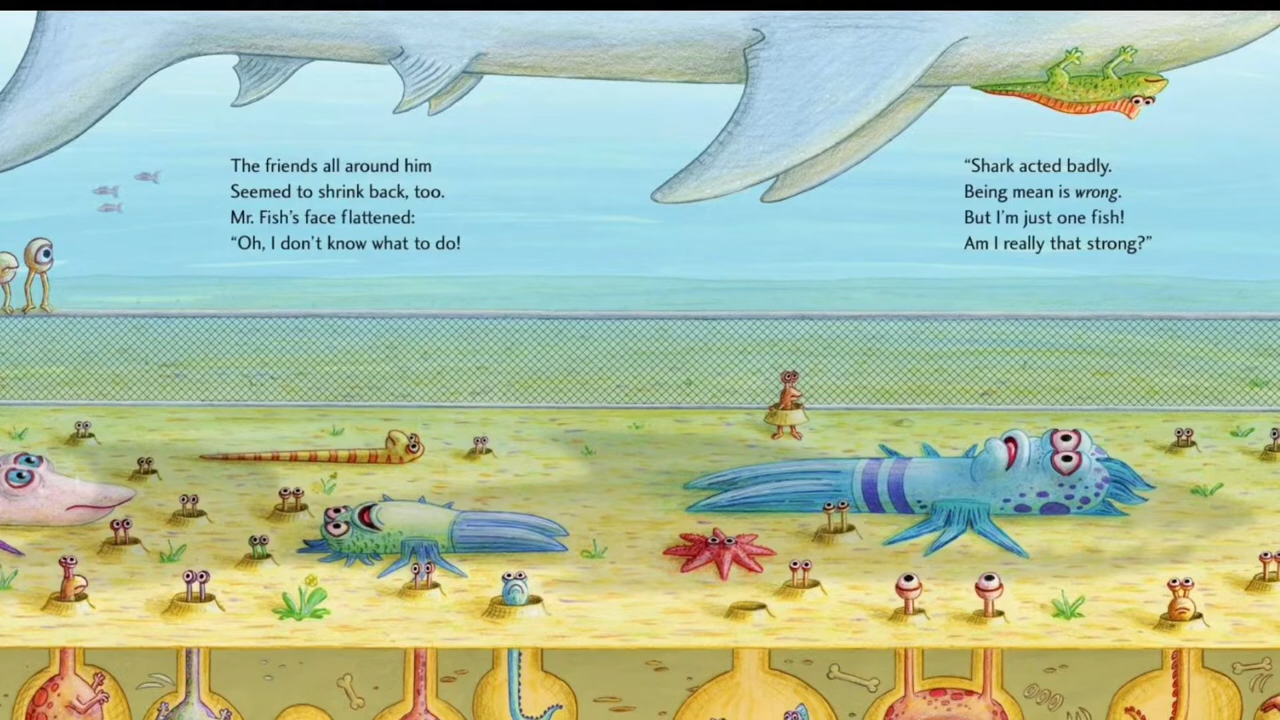 The friends all around him
Seemed to shrink back, too.
Mr. Fish's face flattened:
"Oh, I don't know what to do!
"Shark acted badly.
Being mean is wrong.
But I'm just one fish!
Am I really that strong?"